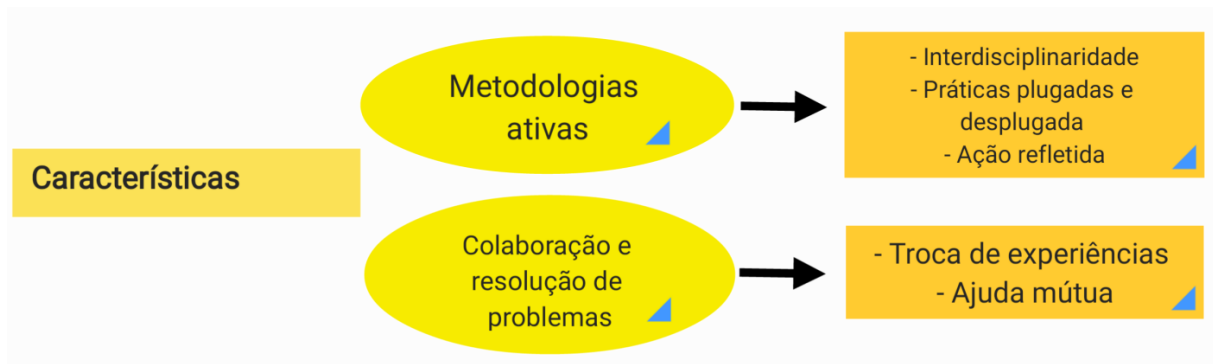 Características
Metodologias
ativas
- Interdisciplinaridade
- Práticas plugadas e
desplugada
- Ação refletida
Colaboração e
resolução de
problemas
- Troca de experiências
- Ajuda mútua